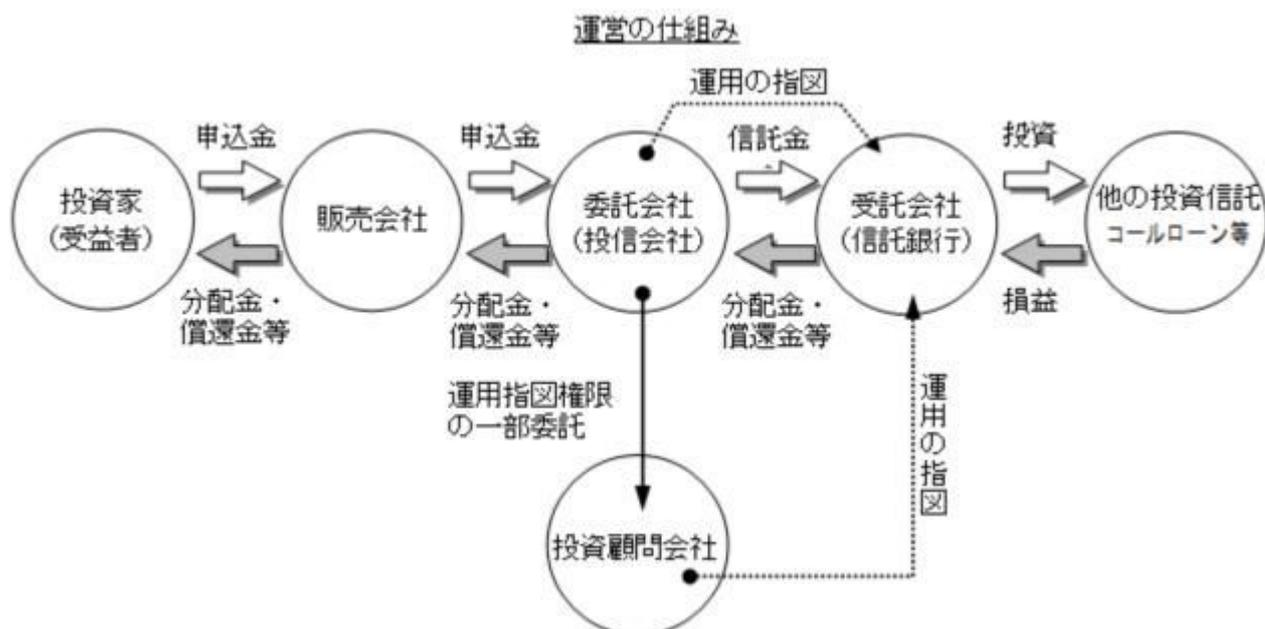 運営の仕組み
運用の指図
申込金
申込金
信託金
投資
投資家
(受益者)
販売会社
委託会社
(投信会社)
受託会社
(信託銀行)
他の投資信託
コールローン等
分配金・
償還金等
分配金・
償還金等
分配金・
償還金等
損益
運用指図権限
の一部委託
運用の指図
投資顧問会社